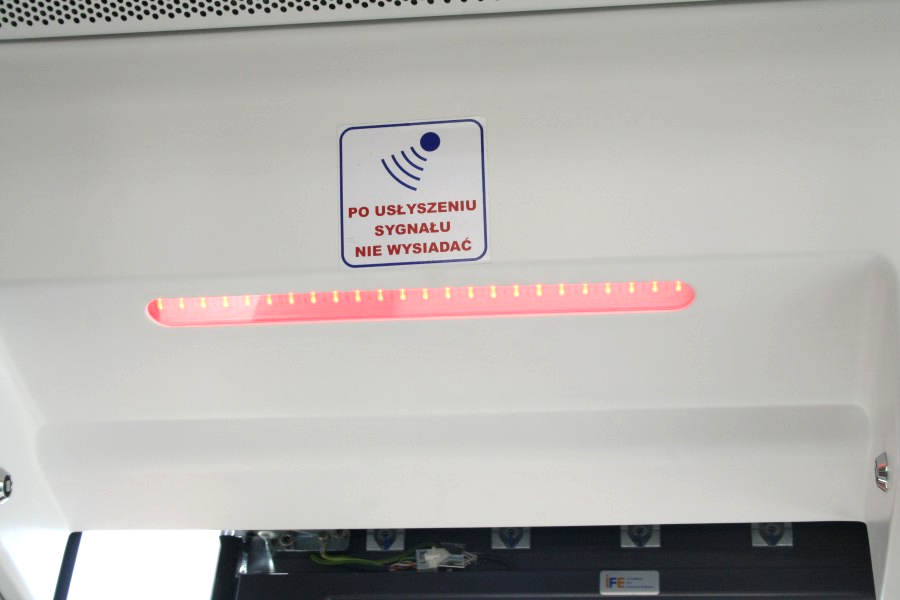 PO USŁYSZENIU
SYGNAŁU
NIE WYSIADAĆ
iFE